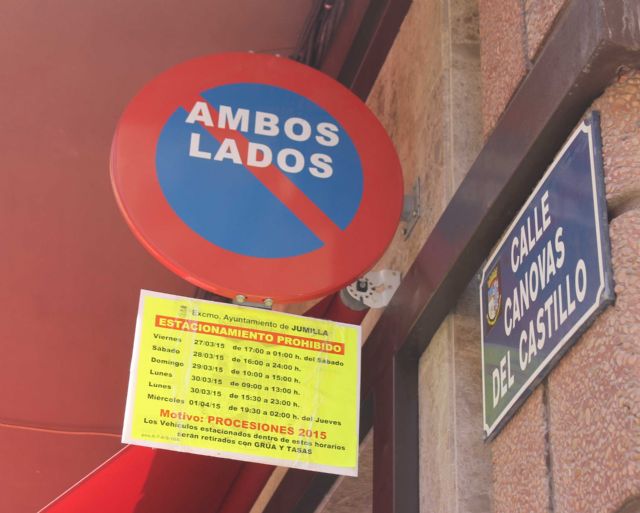 AMBOS
LADOS
Excmo. Ayuntamiento de JUMILLA
ESTACIONAMIENTO PROHIBIDO
Viernes 27/03/15 de 17:00 a 01:00 h. del Sábado
Sábado 28/03/15 de 16:00 a 24:00 h.
Domingo 29/03/15 de 10:00 a 15:00 h.
Lunes 30/03/15 de 09:00 a 13:00 h.
Lunes 30/03/15 de 15:30 a 23:00 h.
Miércoles 01/04/15 de 19:30 a 02:00 h. del Jueves
Motivo: PROCESIONES 2015
Los Vehículos estacionados dentro de estos horarios
serán retirados con GRÚA Y TASAS
CALLE
CANOVAS
DEL CASTILLO